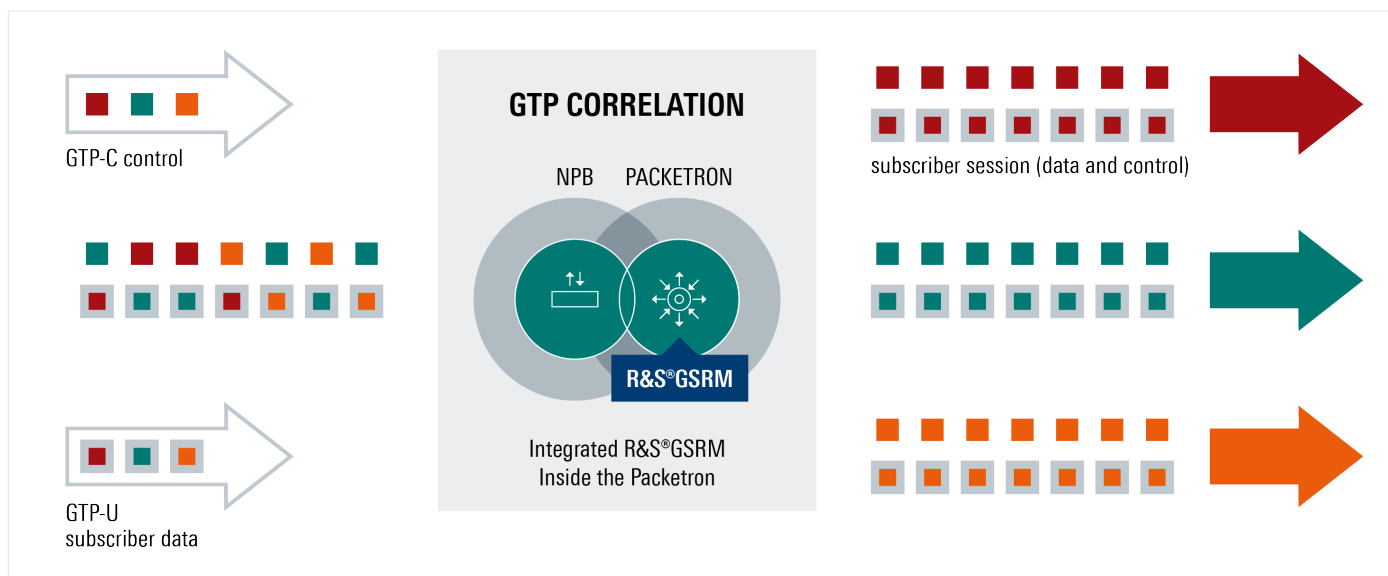 GTP-C control
GTP-U
subscriber data
GTP CORRELATION
NPB PACKETRON
R&S®GSRM
Integrated R&S®GSRM
Inside the Packetron
subscriber session (data and control)